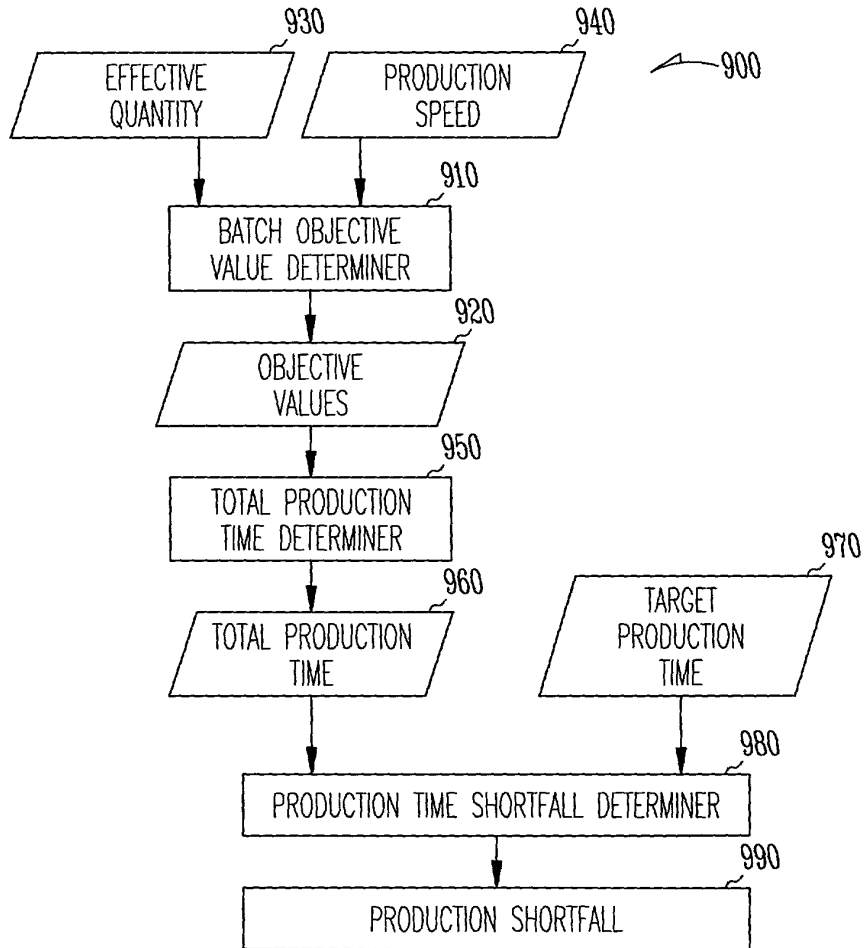 930
940
900
EFFECTIVE
QUANTITY
PRODUCTION
SPEED
910
BATCH OBJECTIVE
VALUE DETERMINER
920
OBJECTIVE
VALUES
950
TOTAL PRODUCTION
TIME DETERMINER
960
970
TOTAL PRODUCTION
TIME
TARGET
PRODUCTION
TIME
980
PRODUCTION TIME SHORTFALL DETERMINER
990
PRODUCTION SHORTFALL